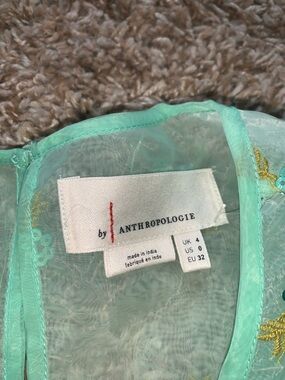 by ANTHROPOLOGIE
made in India
fabriqué en Inde
UK 4
US 0
EU 32